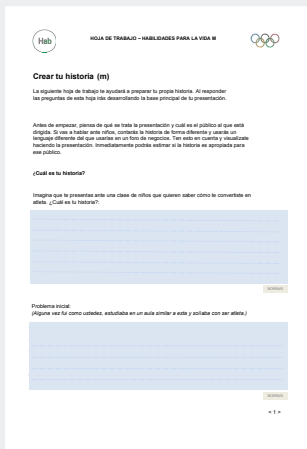 Hab
HOJA DE TRABAJO – HABILIDADES PARA LA VIDA M
Crear tu historia (m)
La siguiente hoja de trabajo te ayudará a preparar tu propia historia. Al responder
las preguntas de esta hoja irás desarrollando la base principal de tu presentación.
Antes de empezar, piensa de qué se trata la presentación y cuál es el público al que está
dirigida. Si vas a hablar ante niños, contarás la historia de forma diferente y usarás un
lenguaje diferente del que usarías en un foro de negocios. Ten esto en cuenta y visualízate
haciendo la presentación. Inmediatamente podrás estimar si la historia es apropiada para
ese público.
¿Cuál es tu historia?
Imagina que te presentas ante una clase de niños que quieren saber cómo te convertiste en
atleta. ¿Cuál es tu historia?:
Problema inicial:
(Alguna vez fui como ustedes, estudiaba en un aula similar a esta y soñaba con ser atleta.)
< 1 >